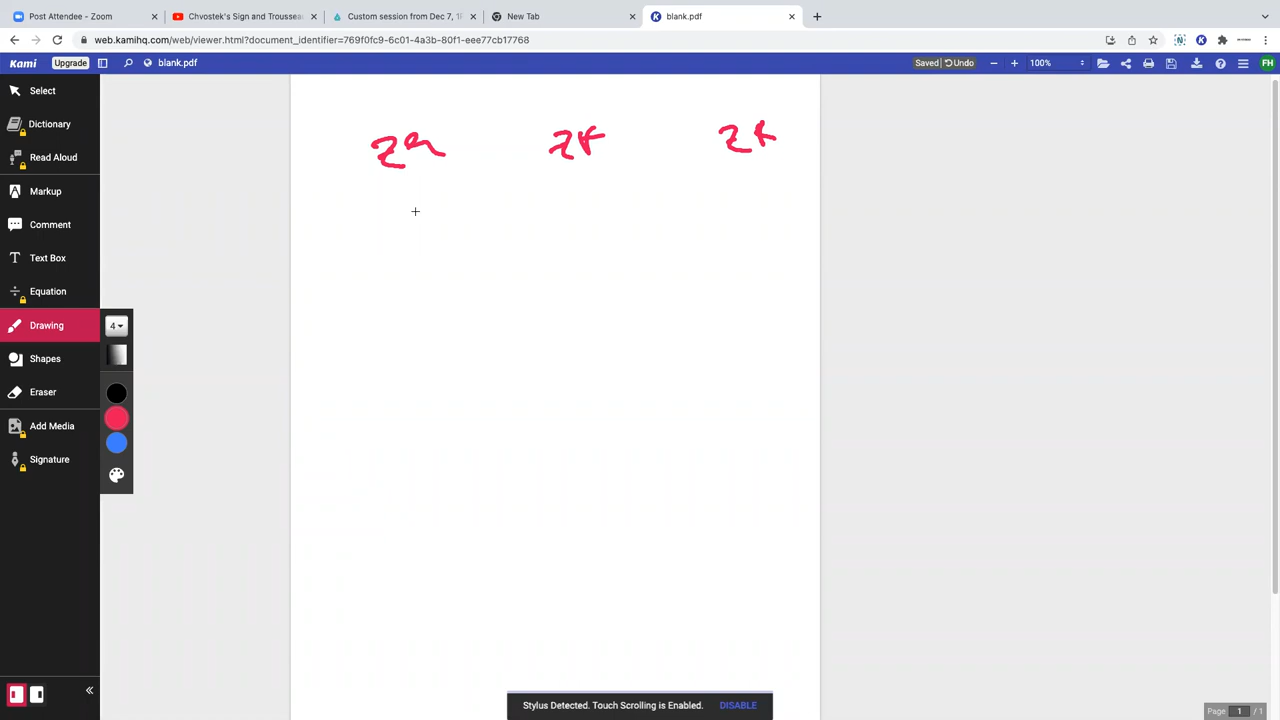 Post Attendee - Zoom
Chvostek's Sign and Trousseau
Custom session from Dec 7, 1
New Tab
blank.pdf
web.kamihq.com/web/viewer.html?document_identifier=769f0fc9-6c01-4a3b-80f1-eee77cb17768
Kami Upgrade blank.pdf Saved Undo 100% FH
Select
Dictionary
Read Aloud
Markup
Comment
Text Box
Equation
Drawing
Shapes
Eraser
Add Media
Signature
4
2K 2K
Stylus Detected. Touch Scrolling is Enabled. DISABLE
Page: 1 / 1